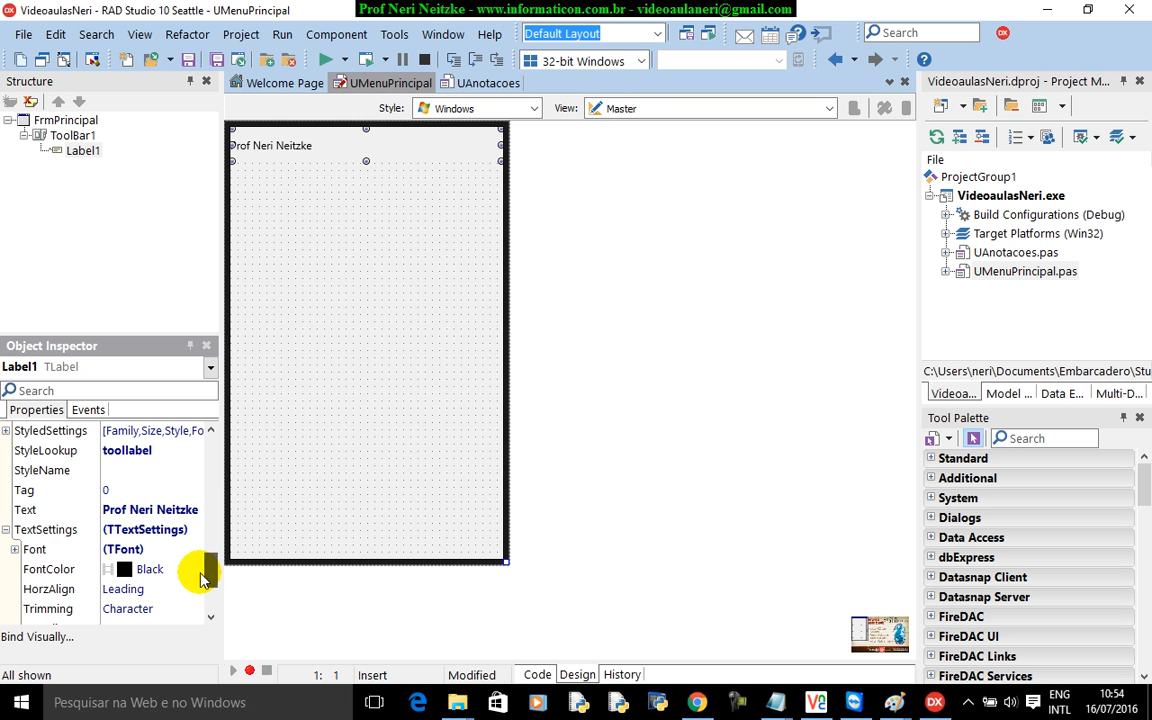 VideoaulasNeri - RAD Studio 10 Seattle - UMenuPrincipal
Prof Neri Neitzke - www.informaticon.com.br - videoaulaneri@gmail.com
File Edit Search View Refactor Project Run Component Tools Window Help
Default Layout
Search
32-bit Windows
Structure
Welcome Page UMenuPrincipal UAnotacoes
VideoaulasNeri.dproj - Project M...
Style: Windows View: Master
FrmPrincipal
ToolBar1
Label1
Prof Neri Neitzke
File
ProjectGroup1
VideoaulasNeri.exe
Build Configurations (Debug)
Target Platforms (Win32)
UAnotacoes.pas
UMenuPrincipal.pas
C:\Users\neri\Documents\Embarcadero\Stu
Videoa... Model ... Data E... Multi-D...
Object Inspector
Label1 TLabel
Search
Properties Events
StyledSettings [Family,Size,Style,Fo
StyleLookup toollabel
StyleName
Tag 0
Text Prof Neri Neitzke
TextSettings (TTextSettings)
Font (TFont)
FontColor Black
HorzAlign Leading
Trimming Character
Bind Visually...
All shown
Tool Palette
Search
Standard
Additional
System
Dialogs
Data Access
dbExpress
Datasnap Client
Datasnap Server
FireDAC
FireDAC UI
FireDAC Links
FireDAC Services
1: 1 Insert Modified Code Design History
Pesquisar na Web e no Windows
ENG
INTL
10:54
16/07/2016